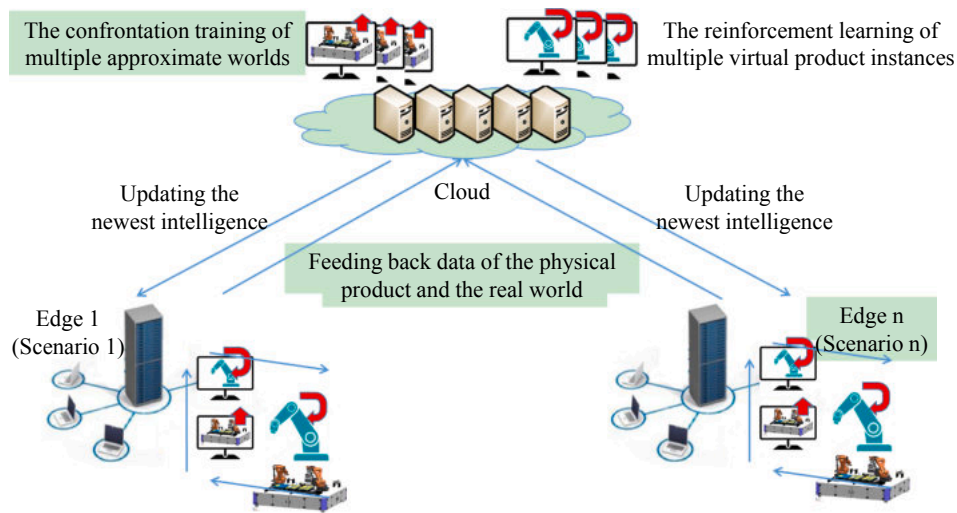 The confrontation training of
multiple approximate worlds
The reinforcement learning of
multiple virtual product instances
Updating the
newest intelligence
Cloud
Updating the
newest intelligence
Feeding back data of the physical
product and the real world
Edge 1
(Scenario 1)
Edge n
(Scenario n)